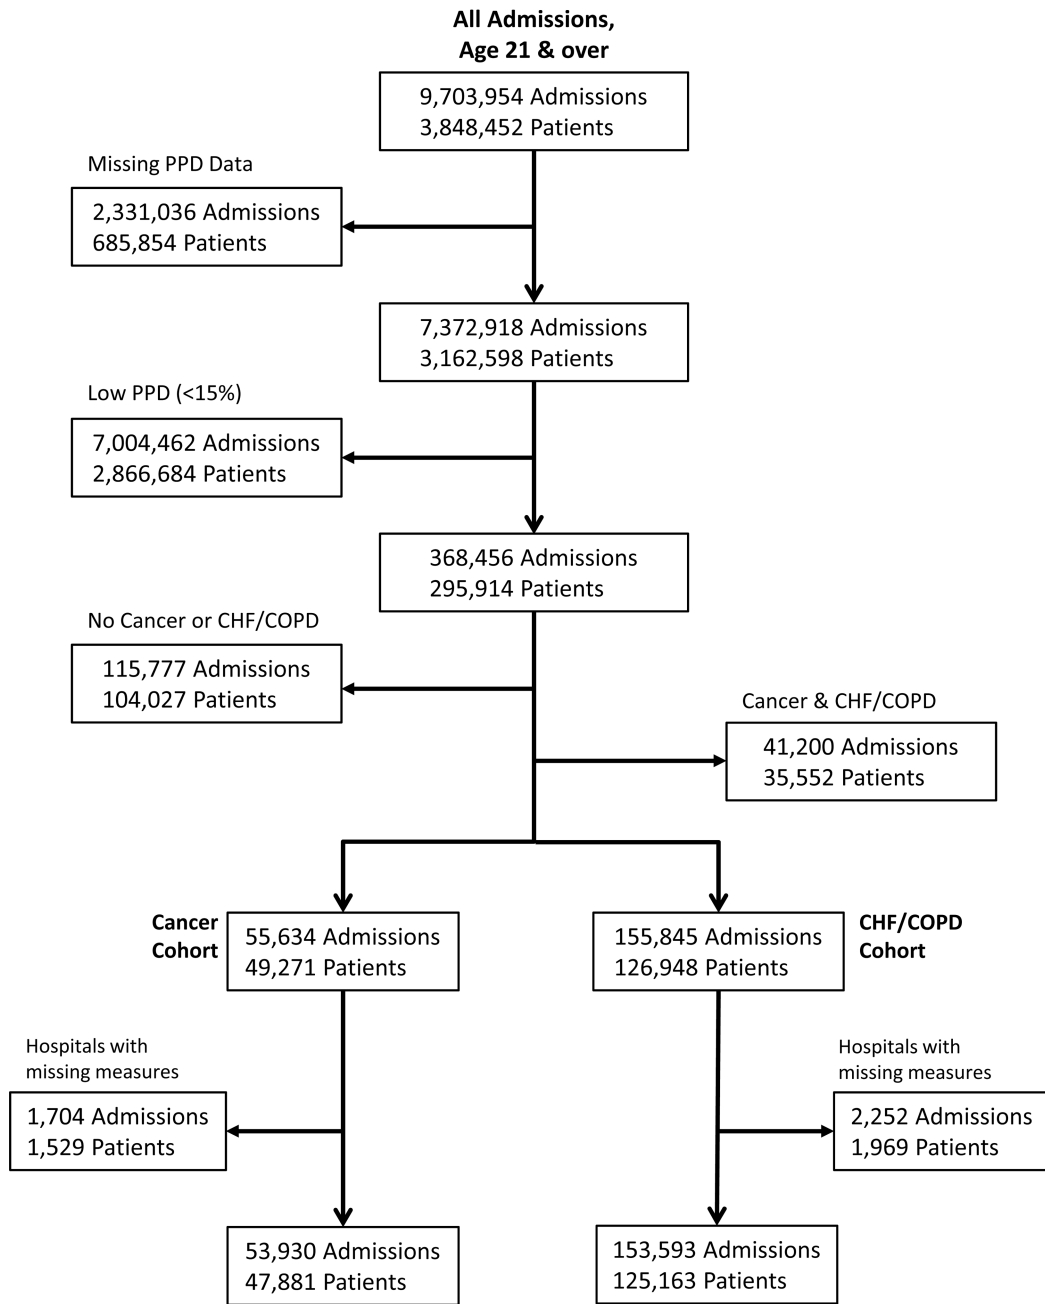 All Admissions,
Age 21 & over
9,703,954 Admissions
3,848,452 Patients
Missing PPD Data
2,331,036 Admissions
685,854 Patients
7,372,918 Admissions
3,162,598 Patients
Low PPD (<15%)
7,004,462 Admissions
2,866,684 Patients
368,456 Admissions
295,914 Patients
No Cancer or CHF/COPD
115,777 Admissions
104,027 Patients
Cancer & CHF/COPD
41,200 Admissions
35,552 Patients
Cancer
Cohort
55,634 Admissions
49,271 Patients
155,845 Admissions
126,948 Patients
CHF/COPD
Cohort
Hospitals with
missing measures
1,704 Admissions
1,529 Patients
Hospitals with
missing measures
2,252 Admissions
1,969 Patients
53,930 Admissions
47,881 Patients
153,593 Admissions
125,163 Patients